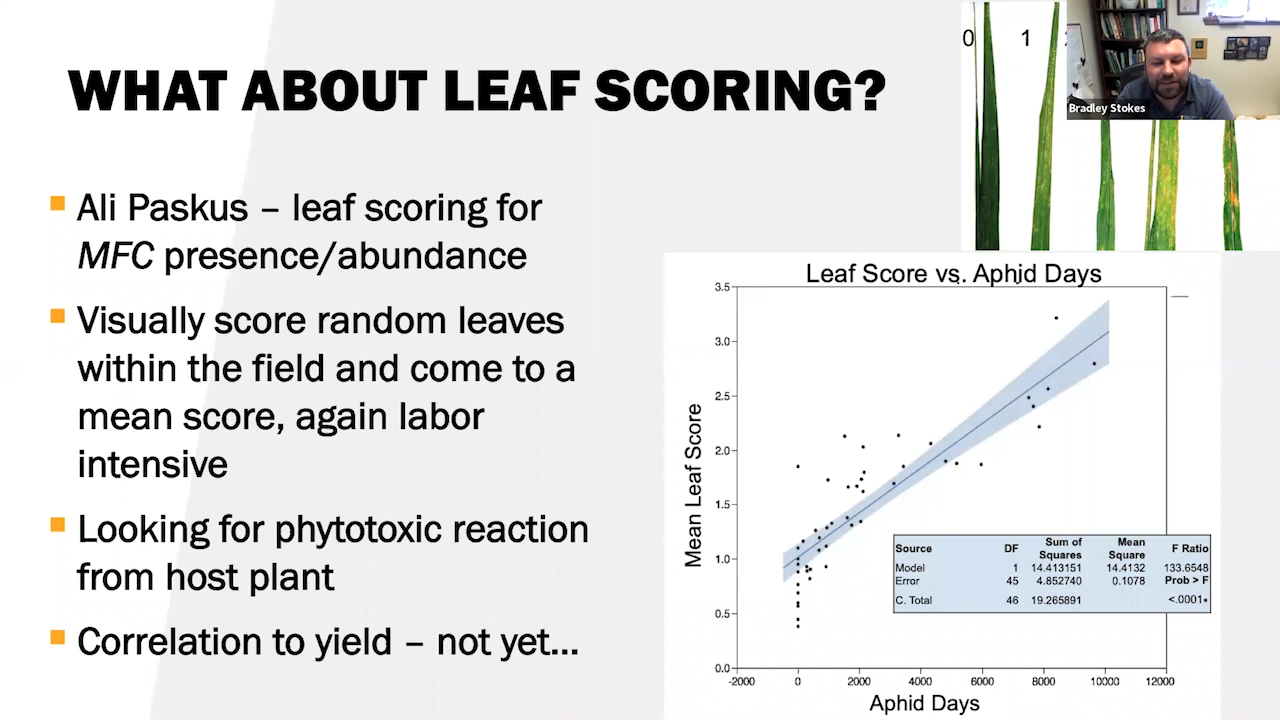 WHAT ABOUT LEAF SCORING?
0 1
Bradley Stokes
Ali Paskus – leaf scoring for
MFC presence/abundance
Visually score random leaves
within the field and come to a
mean score, again labor
intensive
Looking for phytotoxic reaction
from host plant
Correlation to yield – not yet...
Leaf Score vs. Aphid Days
Mean Leaf Score
3.5
3.0
2.5
2.0
1.5
1.0
0.5
0.0
Source DF Sum of Squares Mean Square F Ratio
Model 1 14.413151 14.4132 133.6548
Error 45 4.852740 0.1078 Prob > F
C. Total 46 19.265891 <.0001*
-2000 0 2000 4000 6000 8000 10000 12000
Aphid Days